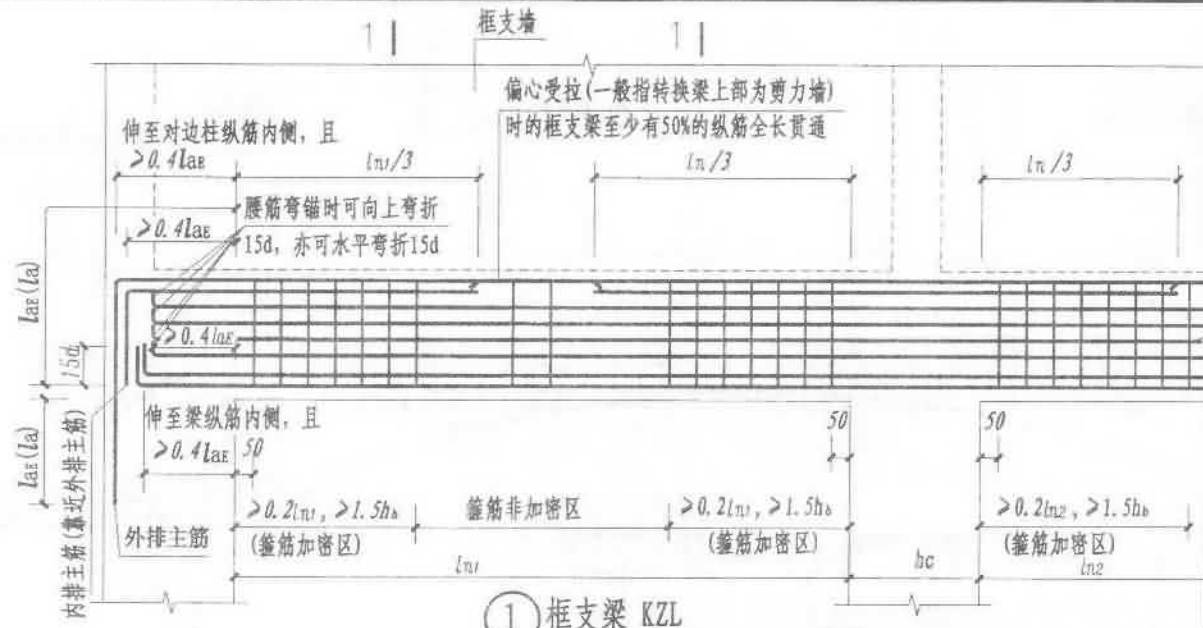 框支墙
1
1
偏心受拉(一般指转换梁上部为剪力墙)
时的框支梁至少有50%的纵筋全长贯通
伸至对边柱纵筋内侧，且
≥0.4laE
ln1/3
ln/3
ln/3
腰筋弯锚时可向上弯折
15d，亦可水平弯折15d
≥0.4laE
laE(la)
≥0.4laE
15d
伸至梁纵筋内侧，且
≥0.4laE
50
50
50
laE(la)
内排主筋(靠近外排主筋)
外排主筋
≥0.2ln1，≥1.5hb
(箍筋加密区)
箍筋非加密区
≥0.2ln1，≥1.5hb
(箍筋加密区)
≥0.2ln2，≥1.5hb
(箍筋加密区)
ln1
hc
ln2
1 框支梁 KZL